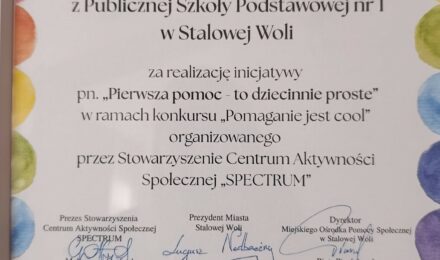 z Publicznej Szkoły Podstawowej nr 1
w Stalowej Woli
za realizację inicjatywy
pn. „Pierwsza pomoc - to dziecinnie proste”
w ramach konkursu „Pomaganie jest cool”
organizowanego
przez Stowarzyszenie Centrum Aktywności
Społecznej „SPECTRUM”
Prezes Stowarzyszenia
Centrum Aktywności Społecznej
SPECTRUM
Prezydent Miasta
Stalowej Woli
Lucjusz Nadbereżny
Dyrektor
Miejskiego Ośrodka Pomocy Społecznej
w Stalowej Woli